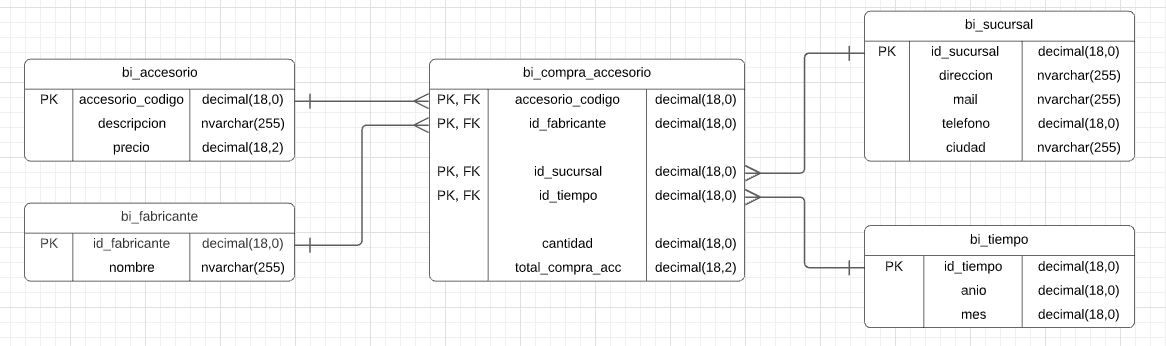 bi_accesorio
PK accesorio_codigo decimal(18,0)
descripcion nvarchar(255)
precio decimal(18,2)
bi_fabricante
PK id_fabricante decimal(18,0)
nombre nvarchar(255)
bi_compra_accesorio
PK, FK accesorio_codigo decimal(18,0)
PK, FK id_fabricante decimal(18,0)
PK, FK id_sucursal decimal(18,0)
PK, FK id_tiempo decimal(18,0)
cantidad decimal(18,0)
total_compra_acc decimal(18,2)
bi_sucursal
PK id_sucursal decimal(18,0)
direccion nvarchar(255)
mail nvarchar(255)
telefono decimal(18,0)
ciudad nvarchar(255)
bi_tiempo
PK id_tiempo decimal(18,0)
anio decimal(18,0)
mes decimal(18,0)